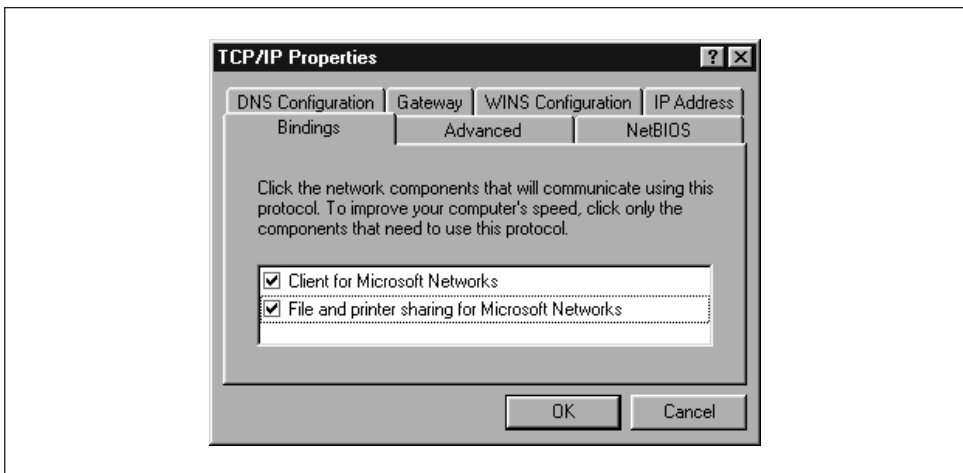 TCP/IP Properties
DNS Configuration Gateway WINS Configuration IP Address
Bindings Advanced NetBIOS
Click the network components that will communicate using this
protocol. To improve your computer's speed, click only the
components that need to use this protocol.
Client for Microsoft Networks
File and printer sharing for Microsoft Networks
OK Cancel